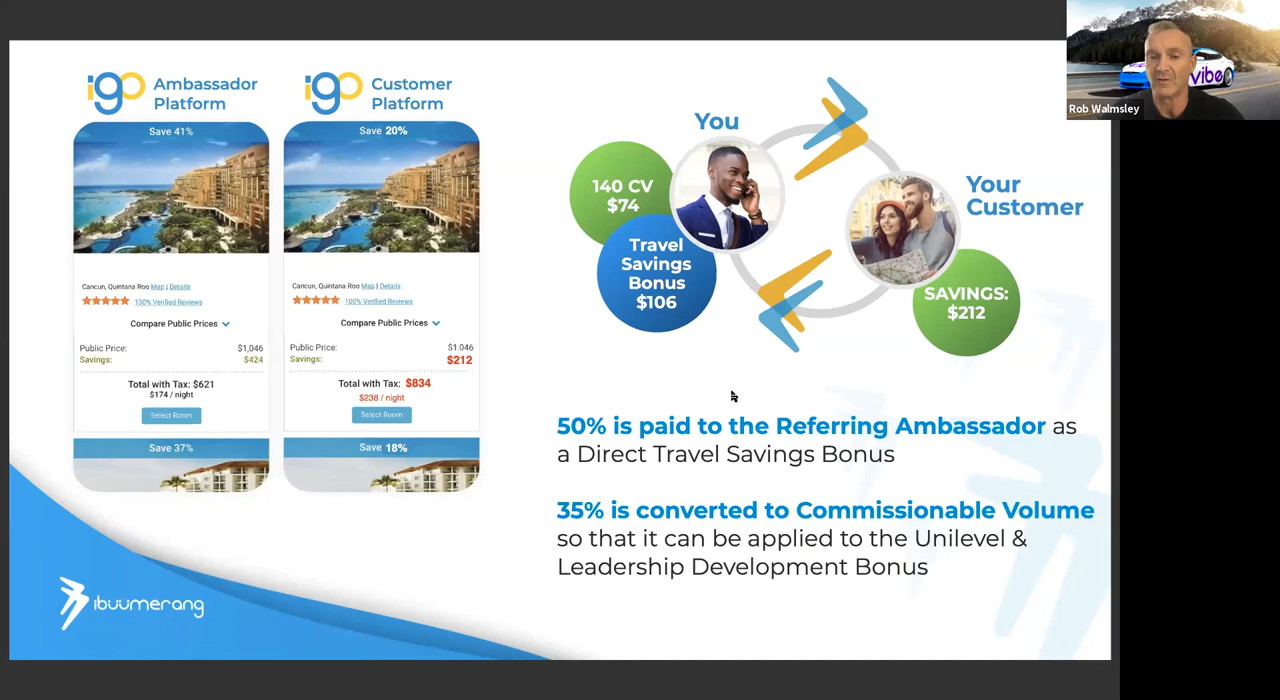 igo Ambassador
Platform
Save 41%
Cancun, Quintana Roo Map | Details
100% Verified Reviews
Compare Public Prices
Public Price: $1,046
Savings: $424
Total with Tax: $621
$174 / night
Select Room
Save 37%
igo Customer
Platform
Save 20%
Cancun, Quintana Roo Map | Details
100% Verified Reviews
Compare Public Prices
Public Price: $1.046
Savings: $212
Total with Tax: $834
$238 / night
Select Room
Save 18%
You
140 CV
$74
Travel
Savings
Bonus
$106
Your
Customer
SAVINGS:
$212
50% is paid to the Referring Ambassador as
a Direct Travel Savings Bonus
35% is converted to Commissionable Volume
so that it can be applied to the Unilevel &
Leadership Development Bonus
ibuumerang
vibe
Rob Walmsley